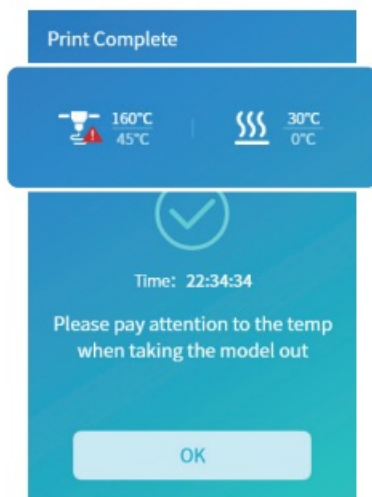 Print Complete
160°C
45°C
30°C
0°C
Time: 22:34:34
Please pay attention to the temp
when taking the model out
OK